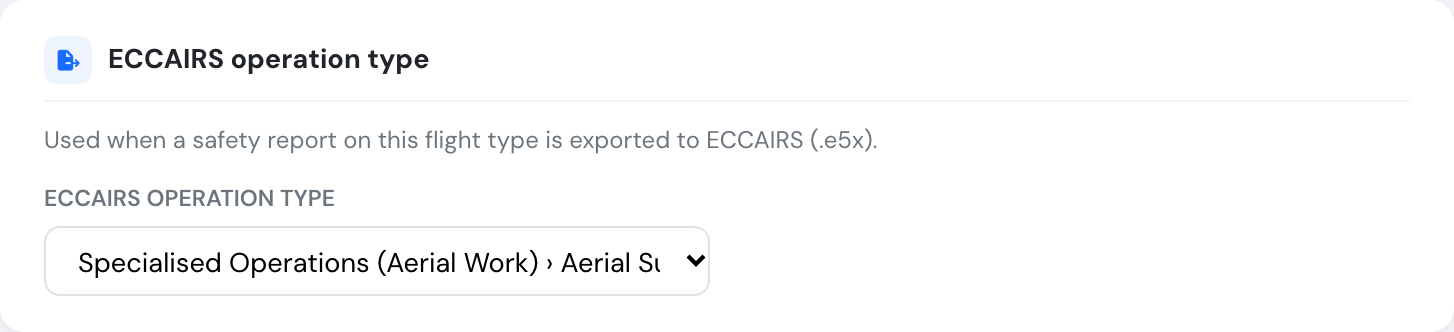 ECCAIRS operation type
Used when a safety report on this flight type is exported to ECCAIRS (.e5x).
ECCAIRS OPERATION TYPE
Specialised Operations (Aerial Work) › Aerial